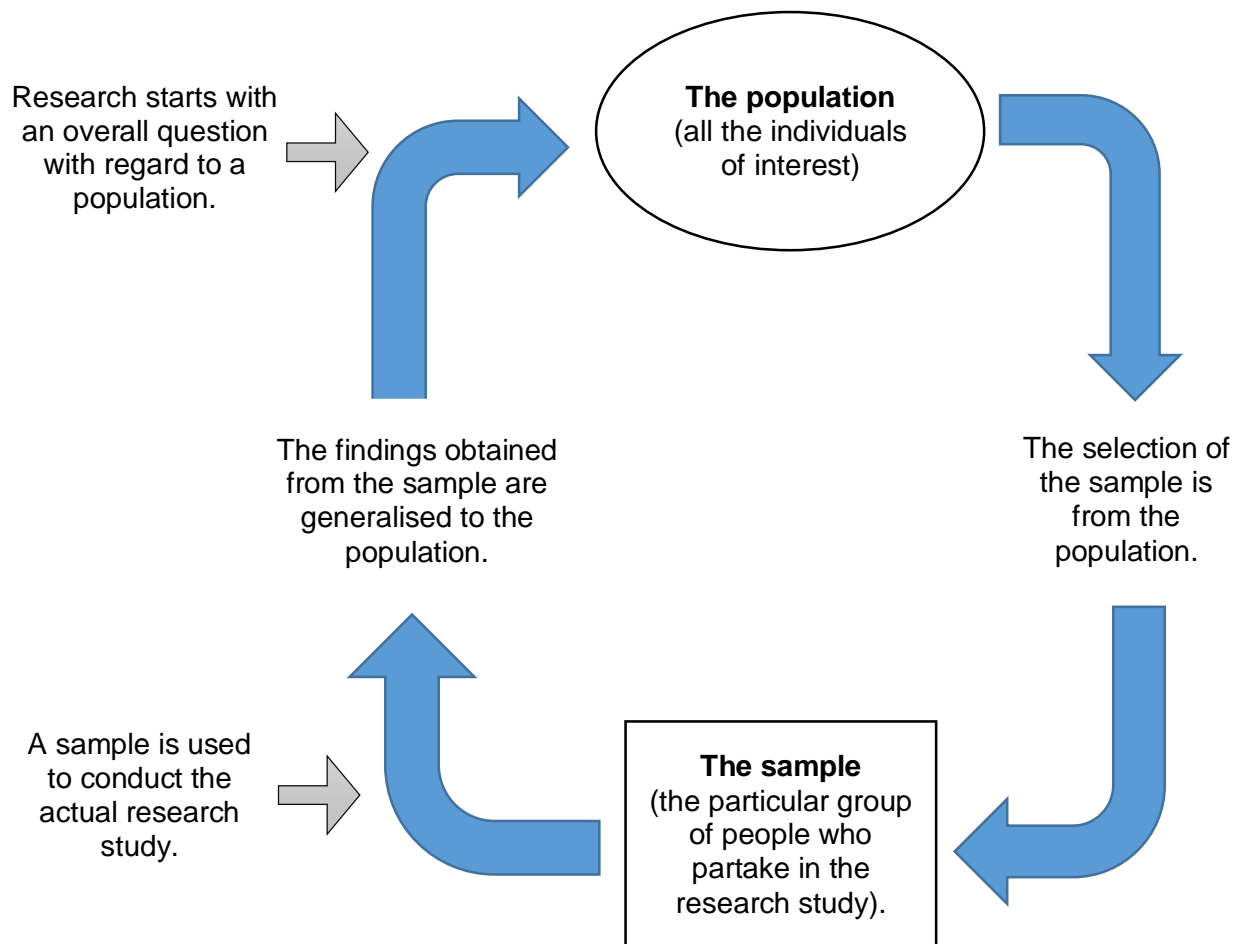 Research starts with
an overall question
with regard to a
population.
The population
(all the individuals
of interest)
The selection of
the sample is
from the
population.
The sample
(the particular group
of people who
partake in the
research study).
A sample is used
to conduct the
actual research
study.
The findings obtained
from the sample are
generalised to the
population.